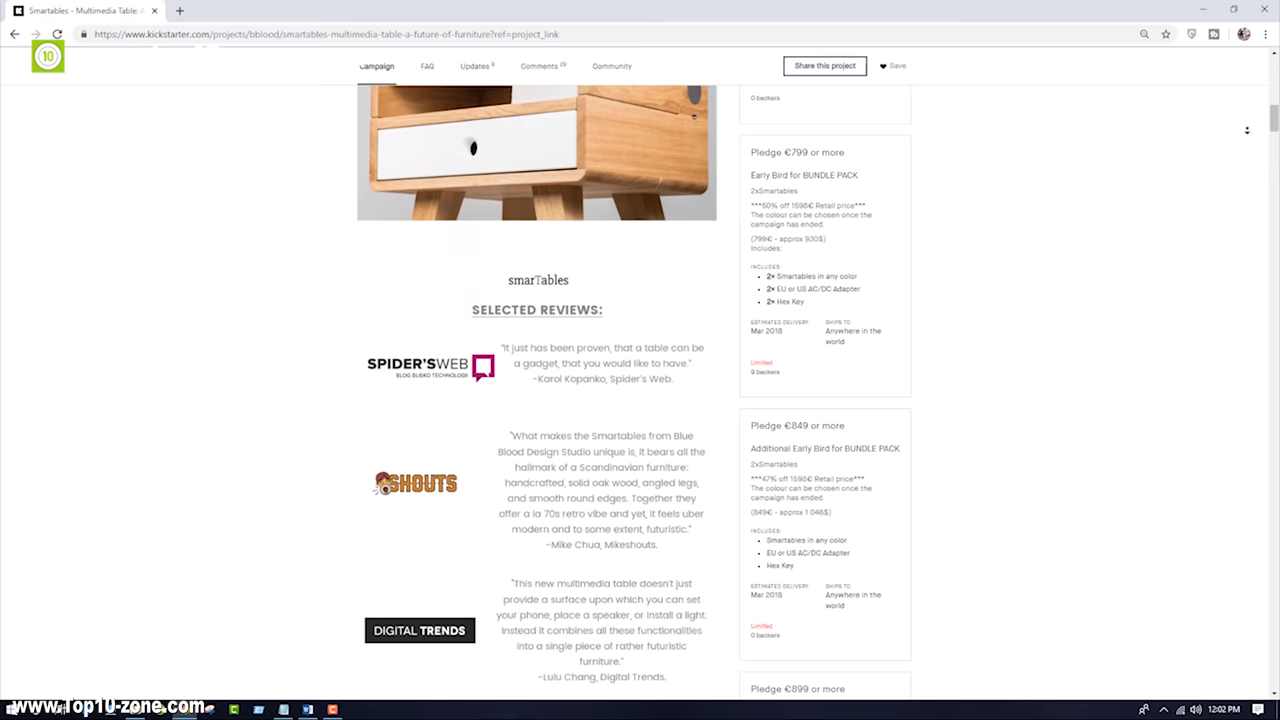 Smartables - Multimedia Table: A
https://www.kickstarter.com/projects/bblood/smartables-multimedia-table-a-future-of-furniture?ref=project_link
10
Campaign
FAQ
Updates 9
Comments 25
Community
Share this project
Save
smarTables
SELECTED REVIEWS:
SPIDER'SWEB
BLOG BLISKO TECHNOLOGII
"It just has been proven, that a table can be
a gadget, that you would like to have."
-Karol Kopanko, Spider's Web.
SHOUTS
"What makes the Smartables from Blue
Blood Design Studio unique is, it bears all the
hallmark of a Scandinavian furniture:
handcrafted, solid oak wood, angled legs,
and smooth round edges. Together they
offer a la 70s retro vibe and yet, it feels uber
modern and to some extent, futuristic."
-Mike Chua, Mikeshouts.
DIGITAL TRENDS
"This new multimedia table doesn't just
provide a surface upon which you can set
your phone, place a speaker, or install a light.
Instead it combines all these functionalities
into a single piece of rather futuristic
furniture."
-Lulu Chang, Digital Trends.
0 backers
Pledge €799 or more
Early Bird for BUNDLE PACK
2xSmartables
***50% off 1598€ Retail price***
The colour can be chosen once the
campaign has ended.
(799€ - approx 930$)
Includes:
INCLUDES:
2× Smartables in any color
2× EU or US AC/DC Adapter
2× Hex Key
ESTIMATED DELIVERY
Mar 2018
SHIPS TO
Anywhere in the
world
Limited
9 backers
Pledge €849 or more
Additional Early Bird for BUNDLE PACK
2xSmartables
***47% off 1598€ Retail price***
The colour can be chosen once the
campaign has ended.
(849€ - approx 1 046$)
INCLUDES:
Smartables in any color
EU or US AC/DC Adapter
Hex Key
ESTIMATED DELIVERY
Mar 2018
SHIPS TO
Anywhere in the
world
Limited
0 backers
Pledge €899 or more
www.Top10zone.com
12:02 PM